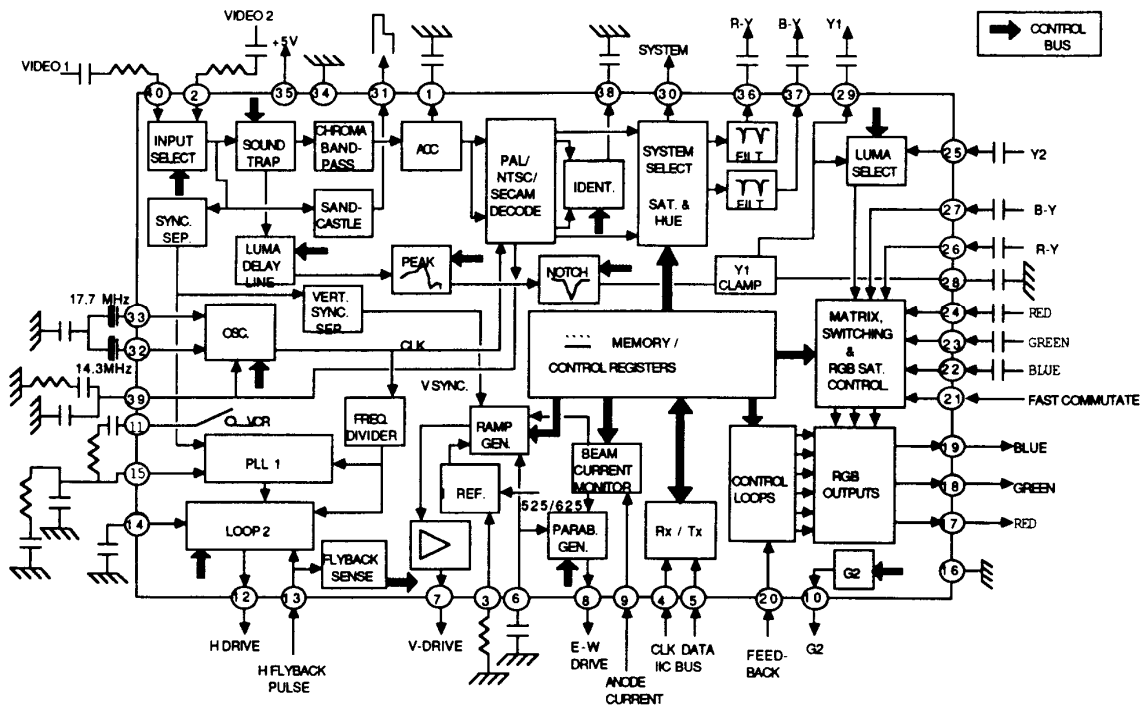 VIDEO 2
VIDEO 1
+5V
SYSTEM
R-Y
B-Y
Y1
CONTROL
BUS
40
2
35
34
31
1
38
30
36
37
29
INPUT
SELECT
SOUND
TRAP
CHROMA
BAND-
PASS
ACC
PAL/
NTSC/
SECAM
DECODE
IDENT.
SYSTEM
SELECT
SAT. &
HUE
FILT
FILT
LUMA
SELECT
25
Y2
SYNC.
SEP.
SAND-
CASTLE
27
B-Y
LUMA
DELAY
LINE
PEAK
NOTCH
Y1
CLAMP
26
R-Y
28
17.7 MHz
33
VERT.
SYNC.
SEP.
OSC.
CLK
32
14.3MHz
MEMORY /
CONTROL REGISTERS
MATRIX,
SWITCHING
&
RGB SAT.
CONTROL.
24
RED
23
GREEN
22
BLUE
21
FAST COMMUTATE
39
V SYNC.
11
VCR
FREQ.
DIVIDER
RAMP
GEN.
BEAM
CURRENT
MONITOR
15
PLL 1
REF.
525/625
CONTROL
LOOPS
RGB
OUTPUTS
19
BLUE
18
GREEN
17
RED
14
LOOP 2
PARAB.
GEN.
Rx / Tx
FLYBACK
SENSE
G2
16
12
13
7
3
6
8
9
4
5
20
10
H DRIVE
H FLYBACK
PULSE
V-DRIVE
E-W
DRIVE
ANODE
CURRENT
CLK DATA
IIC BUS
FEED-
BACK
G2